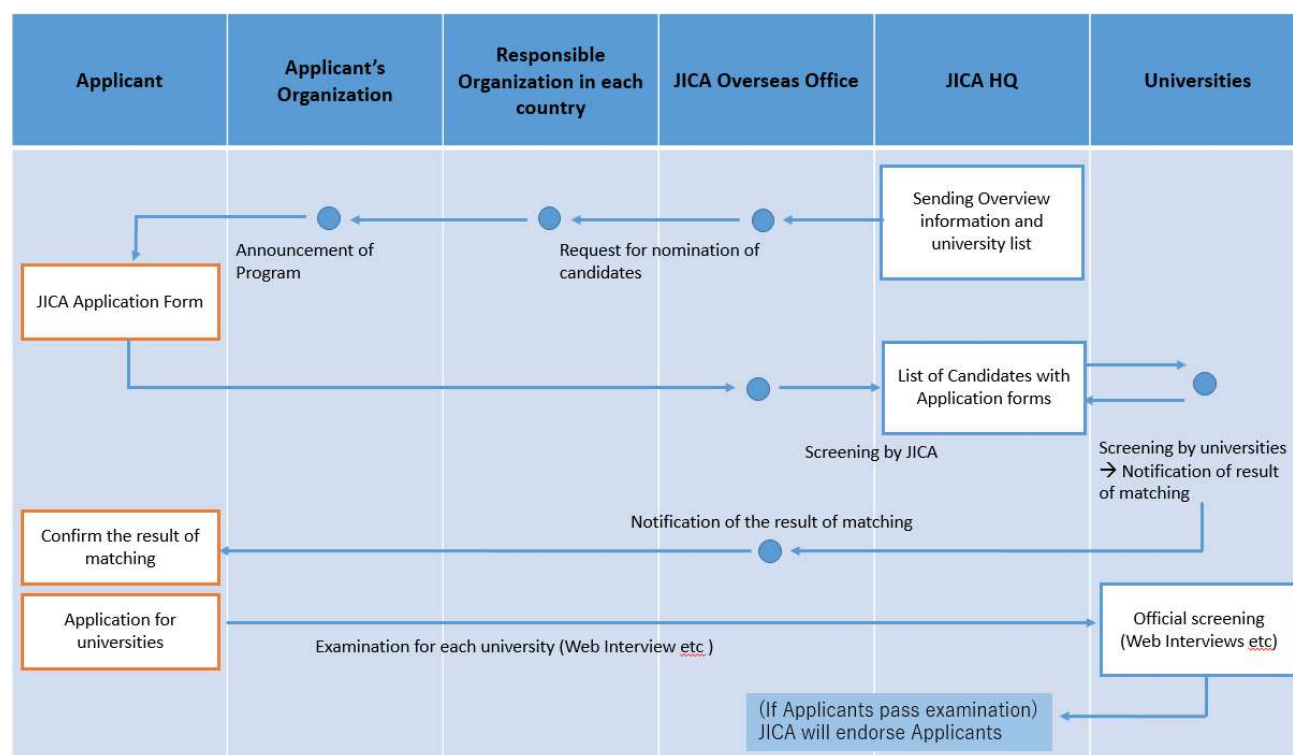 Applicant
Applicant's
Organization
Responsible
Organization in each
country
JICA Overseas Office
JICA HQ
Universities
Sending Overview
information and
university list
Announcement of
Program
Request for nomination of
candidates
JICA Application Form
List of Candidates with
Application forms
Screening by JICA
Screening by universities
→ Notification of result
of matching
Confirm the result of
matching
Notification of the result of matching
Application for
universities
Examination for each university (Web Interview etc )
Official screening
(Web Interviews etc)
(If Applicants pass examination)
JICA will endorse Applicants